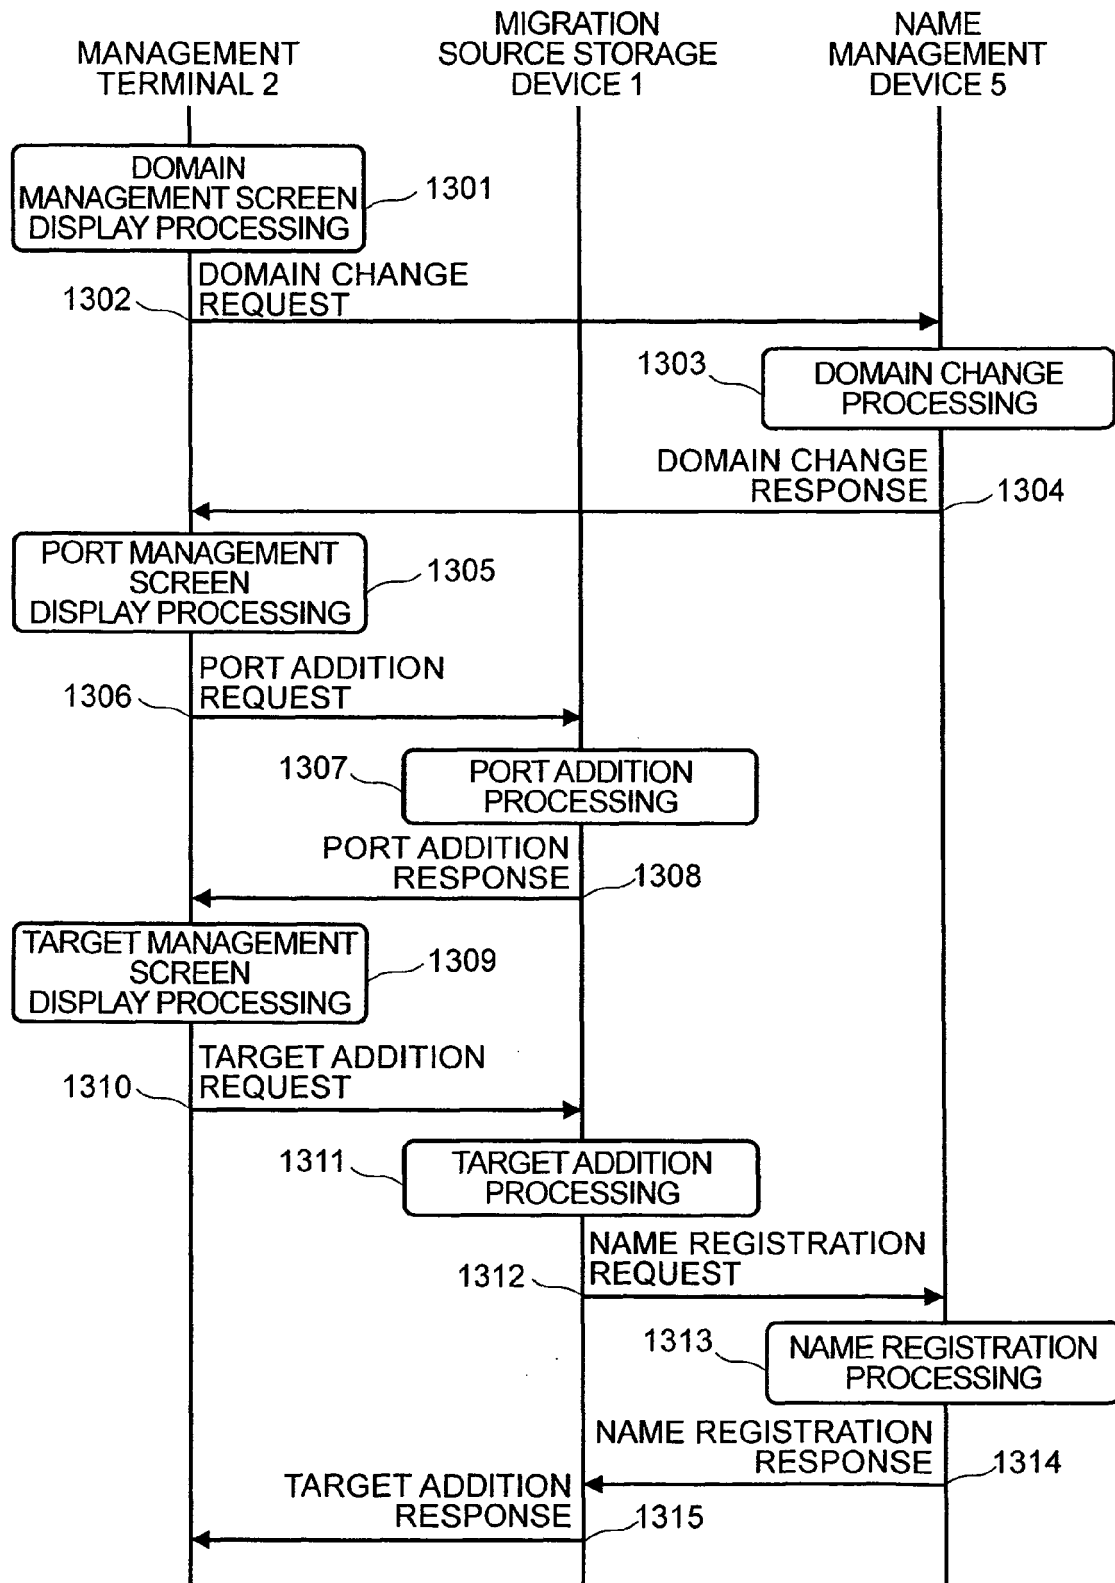 MANAGEMENT
TERMINAL 2
MIGRATION
SOURCE STORAGE
DEVICE 1
NAME
MANAGEMENT
DEVICE 5
DOMAIN
MANAGEMENT SCREEN
DISPLAY PROCESSING
1301
DOMAIN CHANGE
REQUEST
1302
1303
DOMAIN CHANGE
PROCESSING
DOMAIN CHANGE
RESPONSE
1304
PORT MANAGEMENT
SCREEN
DISPLAY PROCESSING
1305
PORT ADDITION
REQUEST
1306
1307
PORT ADDITION
PROCESSING
PORT ADDITION
RESPONSE
1308
TARGET MANAGEMENT
SCREEN
DISPLAY PROCESSING
1309
TARGET ADDITION
REQUEST
1310
1311
TARGET ADDITION
PROCESSING
NAME REGISTRATION
REQUEST
1312
1313
NAME REGISTRATION
PROCESSING
NAME REGISTRATION
RESPONSE
1314
TARGET ADDITION
RESPONSE
1315